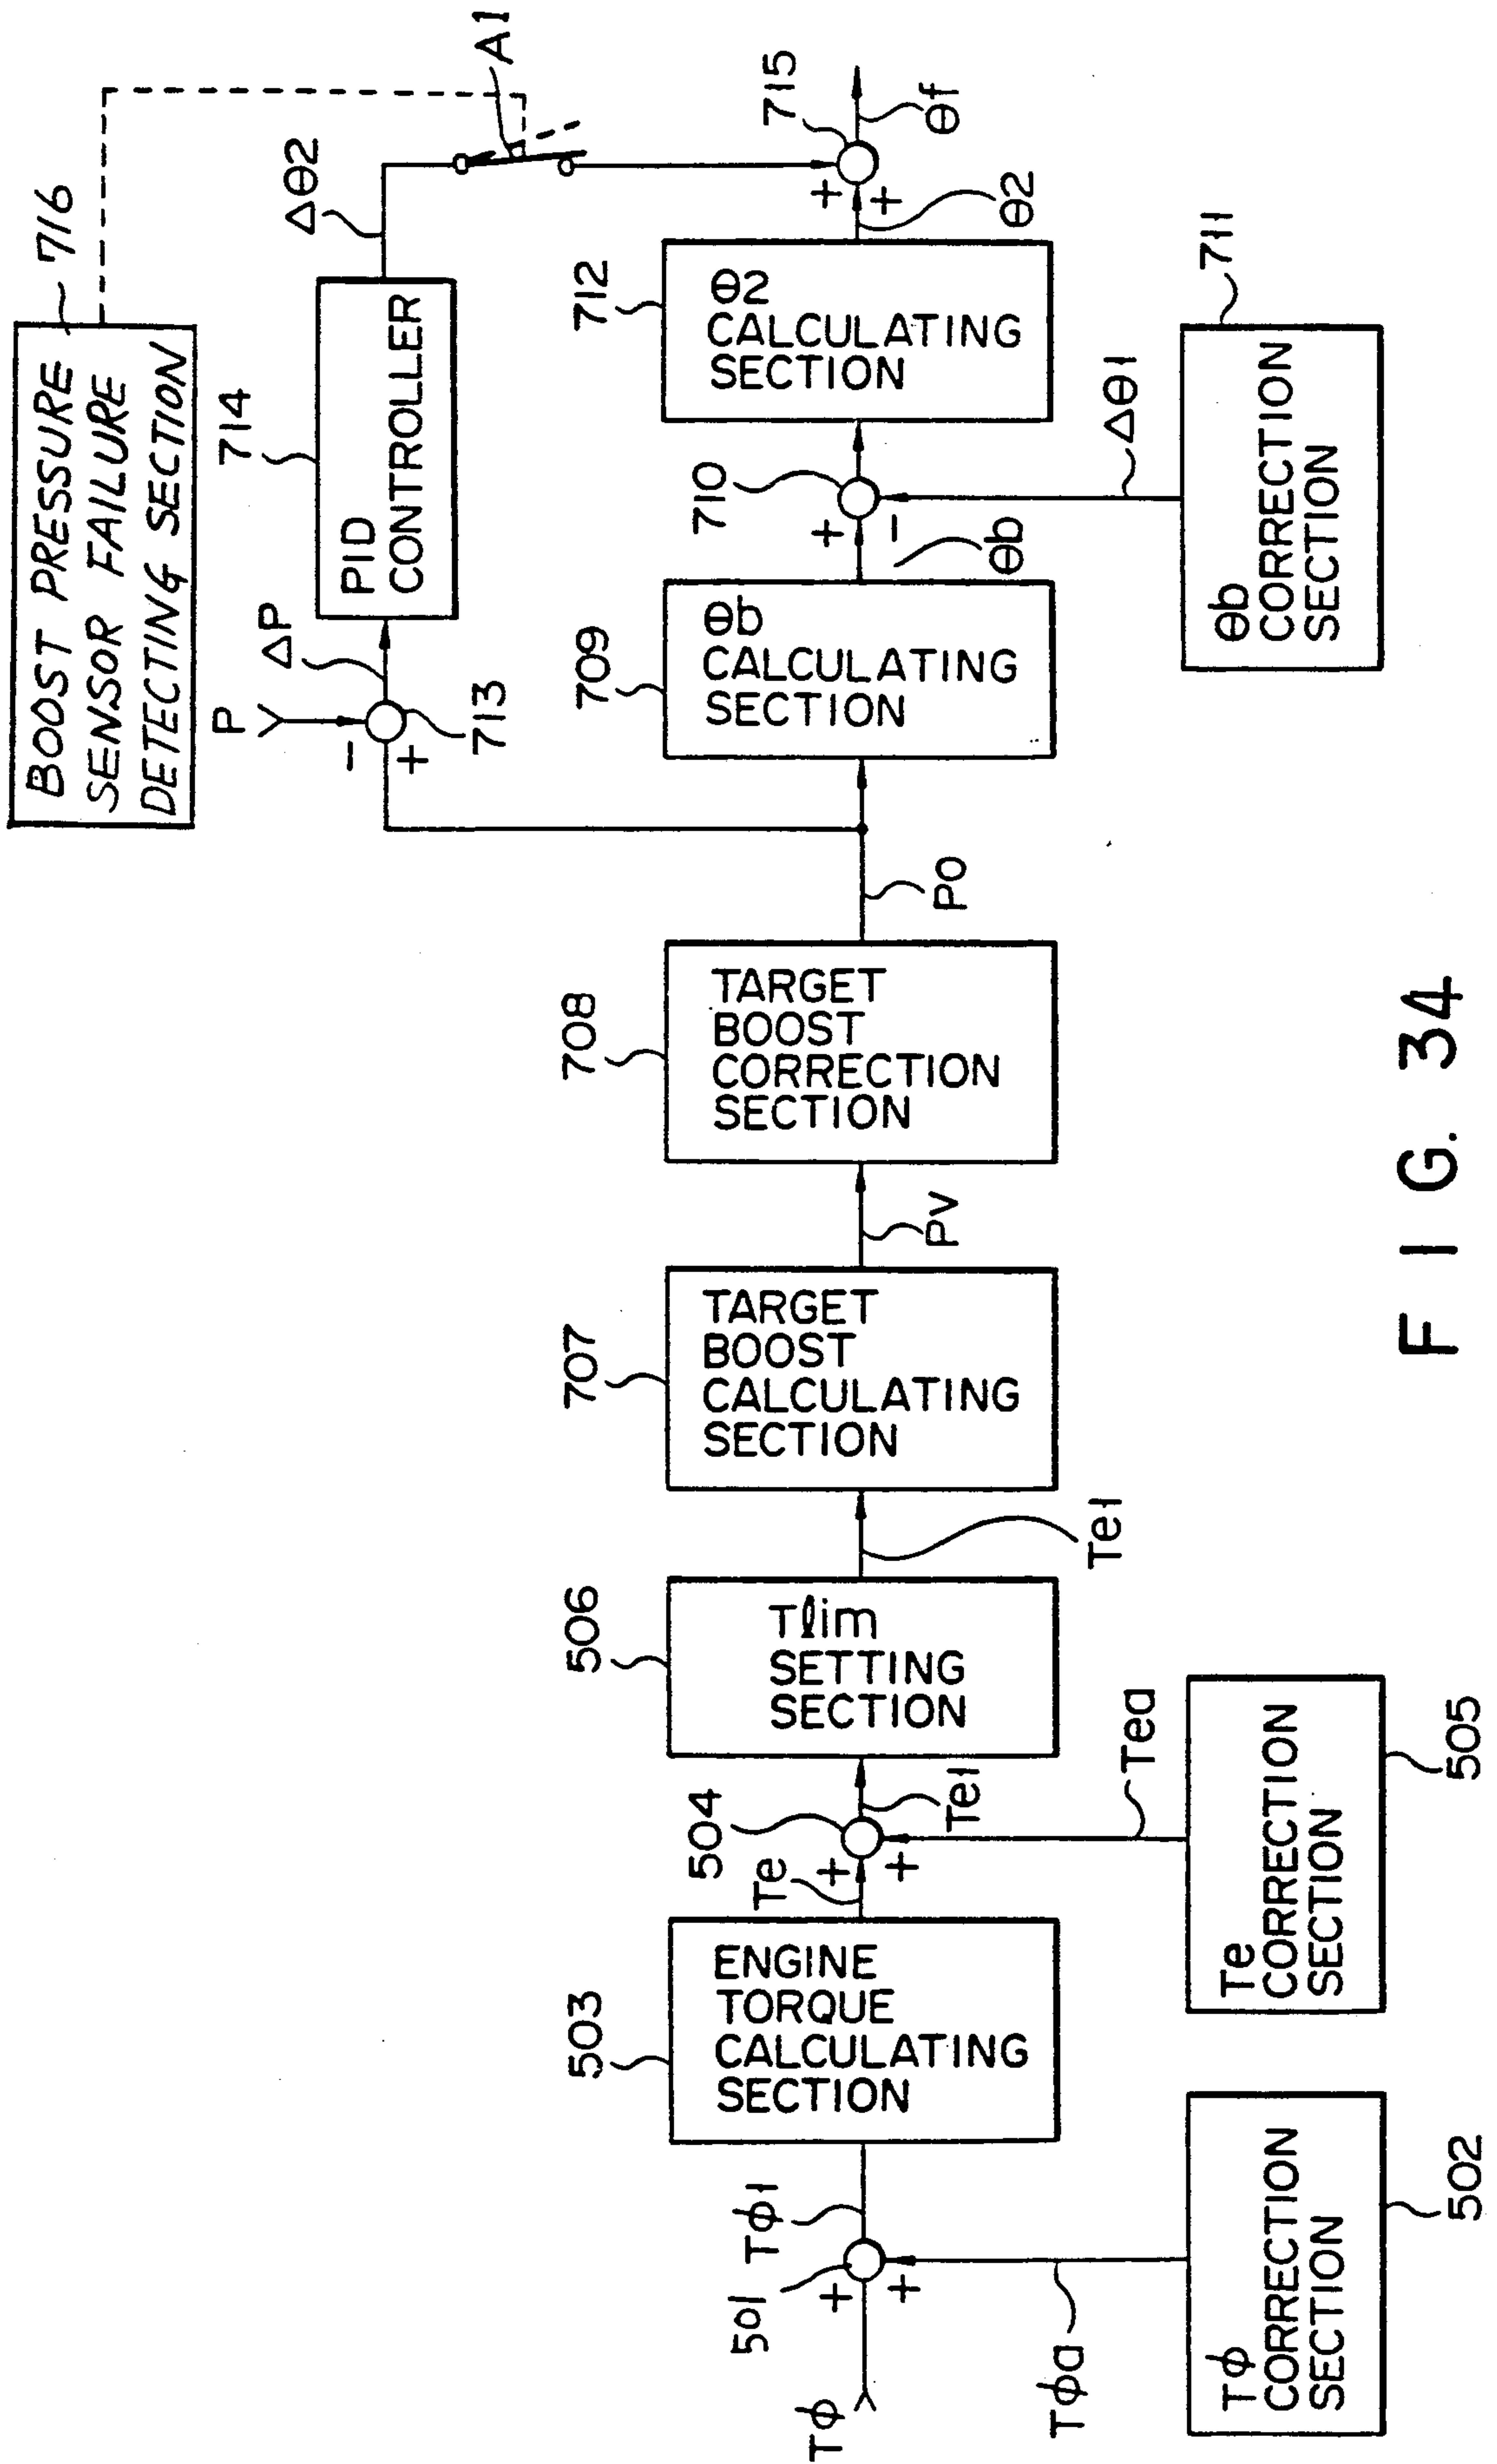 BOOST PRESSURE
SENSOR FAILURE
DETECTING SECTION
716
A1
Δθ2
714
PID
CONTROLLER
ΔP
P
-
+
713
715
θf
+
+
θ2
712
θ2
CALCULATING
SECTION
710
+
-
θb
Δθ1
711
θb
CORRECTION
SECTION
709
θb
CALCULATING
SECTION
PO
708
TARGET
BOOST
CORRECTION
SECTION
PV
707
TARGET
BOOST
CALCULATING
SECTION
Te1
506
Tlim
SETTING
SECTION
Te1
504
Te
+
+
Tea
505
Te
CORRECTION
SECTION
503
ENGINE
TORQUE
CALCULATING
SECTION
Tφ1
501
+
+
Tφ
Tφa
502
Tφ
CORRECTION
SECTION
FIG. 34